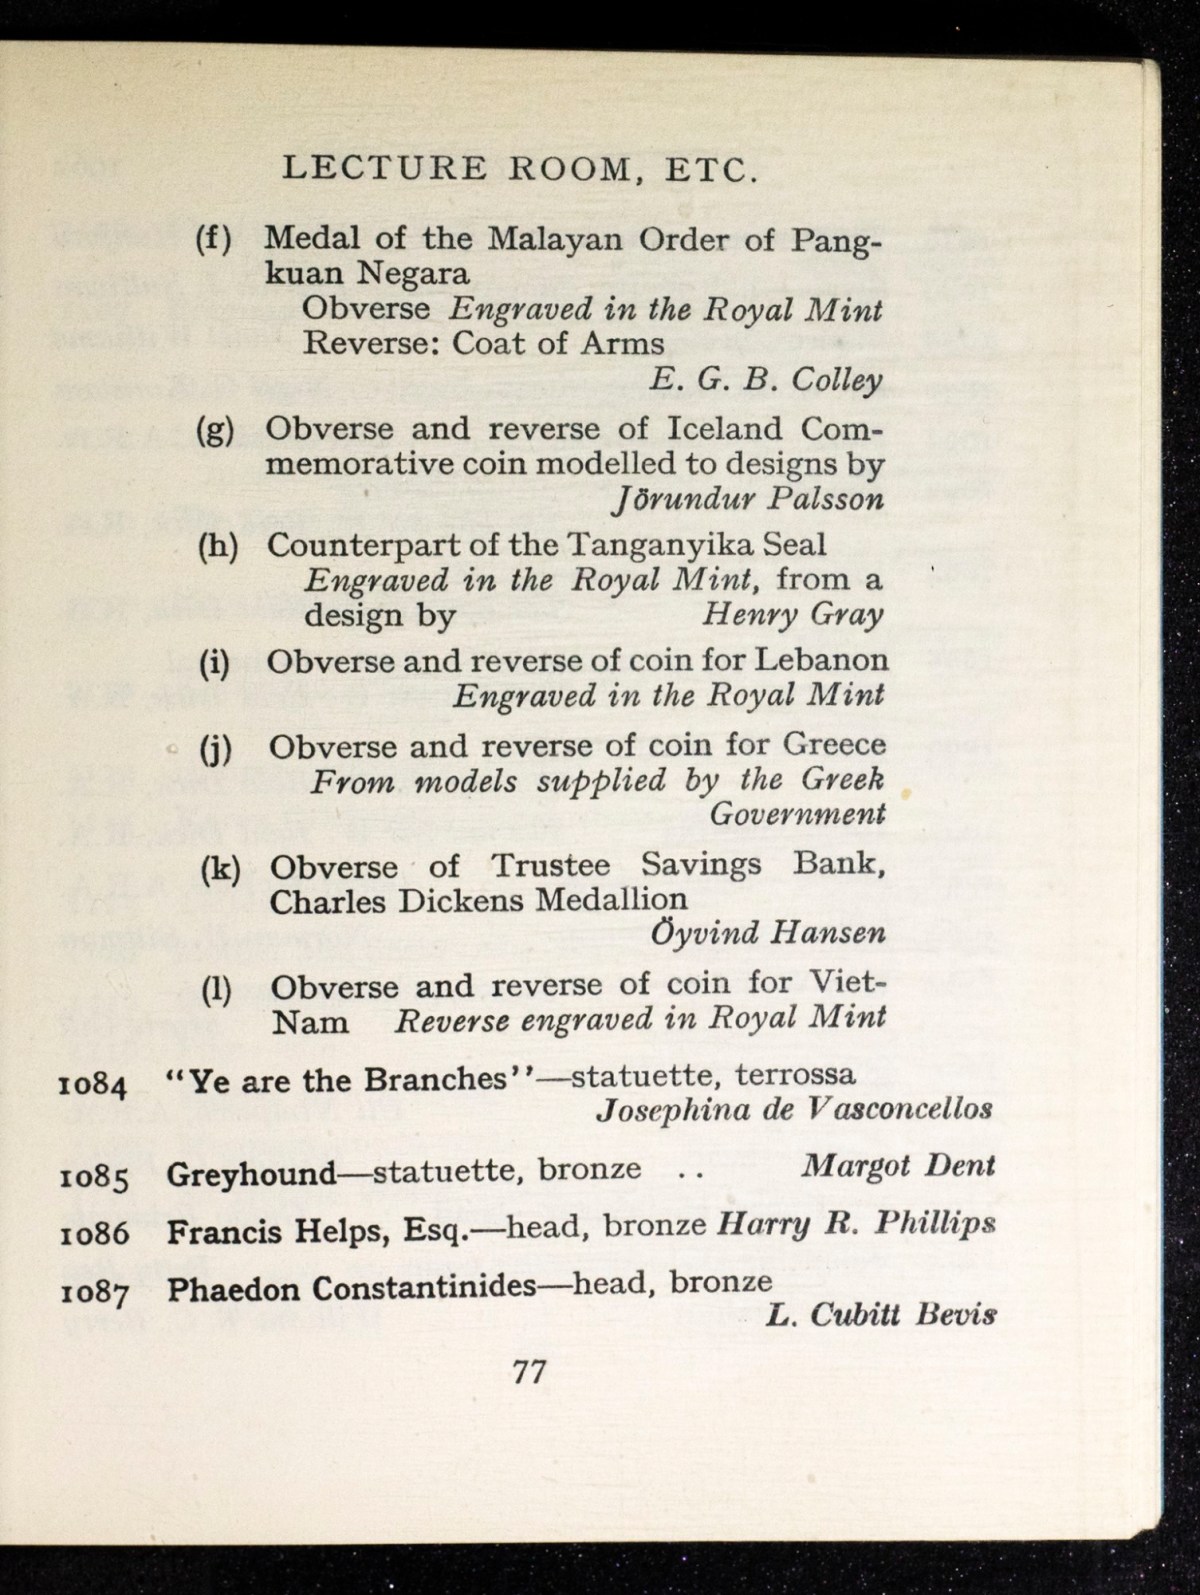 LECTURE ROOM, ETC.
(f) Medal of the Malayan Order of Pang-
kuan Negara
Obverse Engraved in the Royal Mint
Reverse: Coat of Arms
E. G. B. Colley
(g) Obverse and reverse of Iceland Com-
memorative coin modelled to designs by
Jörundur Palsson
(h) Counterpart of the Tanganyika Seal
Engraved in the Royal Mint, from a
design by Henry Gray
(i) Obverse and reverse of coin for Lebanon
Engraved in the Royal Mint
(j) Obverse and reverse of coin for Greece
From models supplied by the Greek
Government
(k) Obverse of Trustee Savings Bank,
Charles Dickens Medallion
Öyvind Hansen
(l) Obverse and reverse of coin for Viet-
Nam Reverse engraved in Royal Mint
1084 “Ye are the Branches”—statuette, terrossa
Josephina de Vasconcellos
1085 Greyhound—statuette, bronze .. Margot Dent
1086 Francis Helps, Esq.—head, bronze Harry R. Phillips
1087 Phaedon Constantinides—head, bronze
L. Cubitt Bevis
77